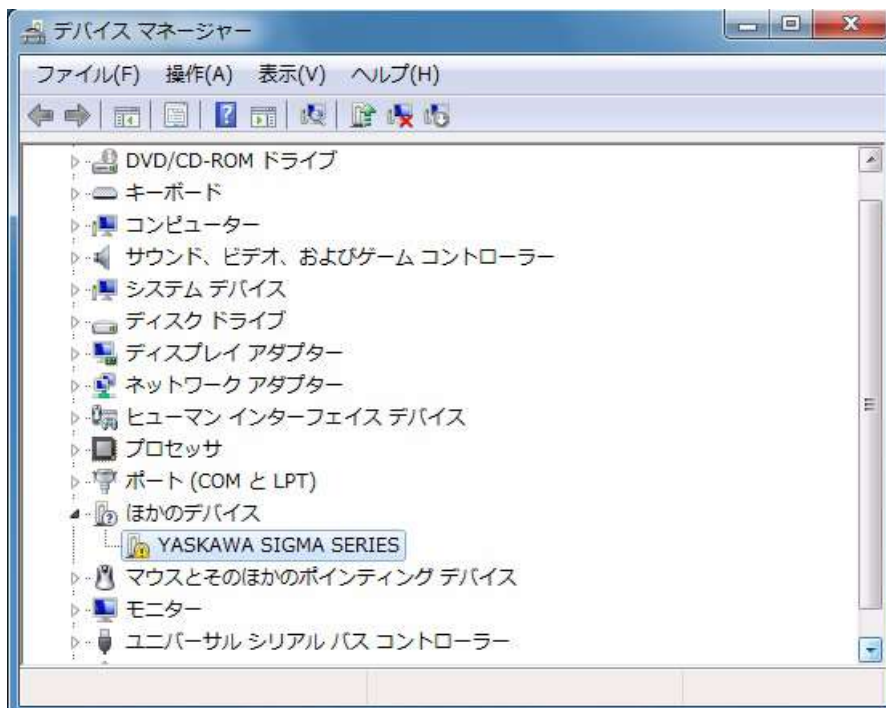 デバイス マネージャー
ファイル(F) 操作(A) 表示(V) ヘルプ(H)
DVD/CD-ROM ドライブ
キーボード
コンピューター
サウンド、ビデオ、およびゲーム コントローラー
システム デバイス
ディスク ドライブ
ディスプレイ アダプター
ネットワーク アダプター
ヒューマン インターフェイス デバイス
プロセッサ
ポート (COM と LPT)
ほかのデバイス
YASKAWA SIGMA SERIES
マウスとそのほかのポインティング デバイス
モニター
ユニバーサル シリアル バス コントローラー